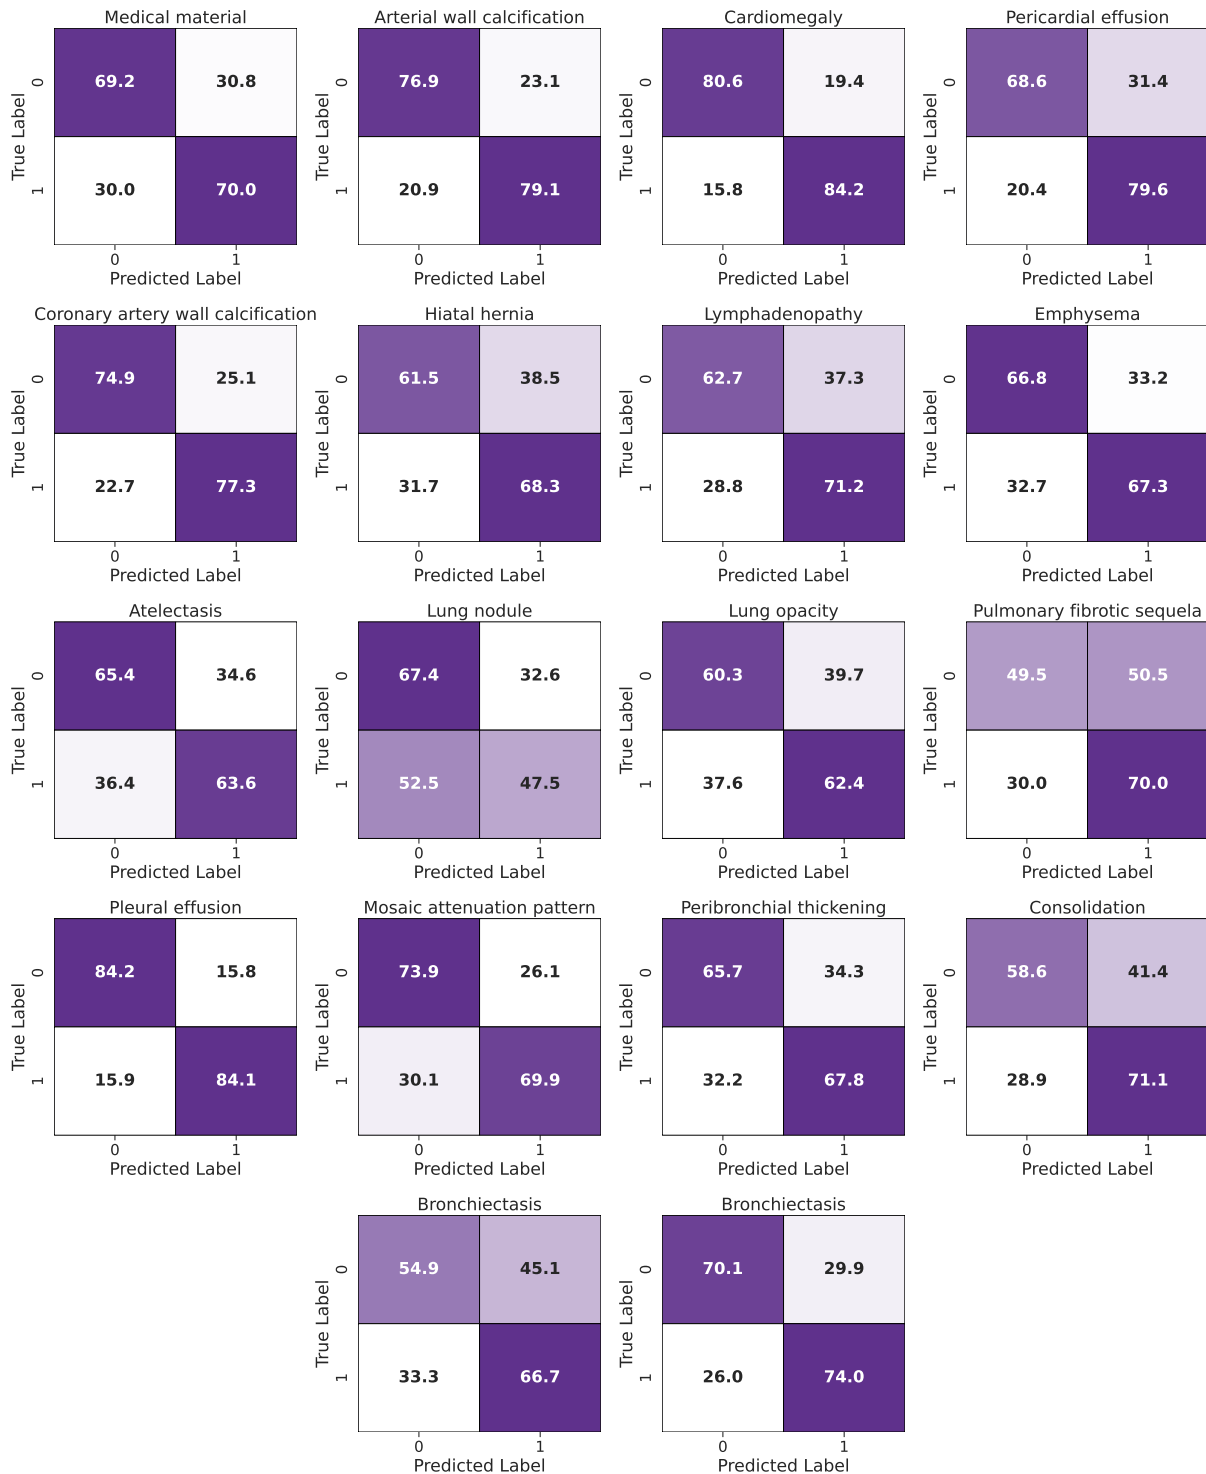 Medical material
Arterial wall calcification
Cardiomegaly
Pericardial effusion
True Label
0
69.2
30.8
1
30.0
70.0
0
1
Predicted Label
True Label
0
76.9
23.1
1
20.9
79.1
0
1
Predicted Label
True Label
0
80.6
19.4
1
15.8
84.2
0
1
Predicted Label
True Label
0
68.6
31.4
1
20.4
79.6
0
1
Predicted Label
Coronary artery wall calcification
Hiatal hernia
Lymphadenopathy
Emphysema
True Label
0
74.9
25.1
1
22.7
77.3
0
1
Predicted Label
True Label
0
61.5
38.5
1
31.7
68.3
0
1
Predicted Label
True Label
0
62.7
37.3
1
28.8
71.2
0
1
Predicted Label
True Label
0
66.8
33.2
1
32.7
67.3
0
1
Predicted Label
Atelectasis
Lung nodule
Lung opacity
Pulmonary fibrotic sequela
True Label
0
65.4
34.6
1
36.4
63.6
0
1
Predicted Label
True Label
0
67.4
32.6
1
52.5
47.5
0
1
Predicted Label
True Label
0
60.3
39.7
1
37.6
62.4
0
1
Predicted Label
True Label
0
49.5
50.5
1
30.0
70.0
0
1
Predicted Label
Pleural effusion
Mosaic attenuation pattern
Peribronchial thickening
Consolidation
True Label
0
84.2
15.8
1
15.9
84.1
0
1
Predicted Label
True Label
0
73.9
26.1
1
30.1
69.9
0
1
Predicted Label
True Label
0
65.7
34.3
1
32.2
67.8
0
1
Predicted Label
True Label
0
58.6
41.4
1
28.9
71.1
0
1
Predicted Label
Bronchiectasis
Bronchiectasis
True Label
0
54.9
45.1
1
33.3
66.7
0
1
Predicted Label
True Label
0
70.1
29.9
1
26.0
74.0
0
1
Predicted Label